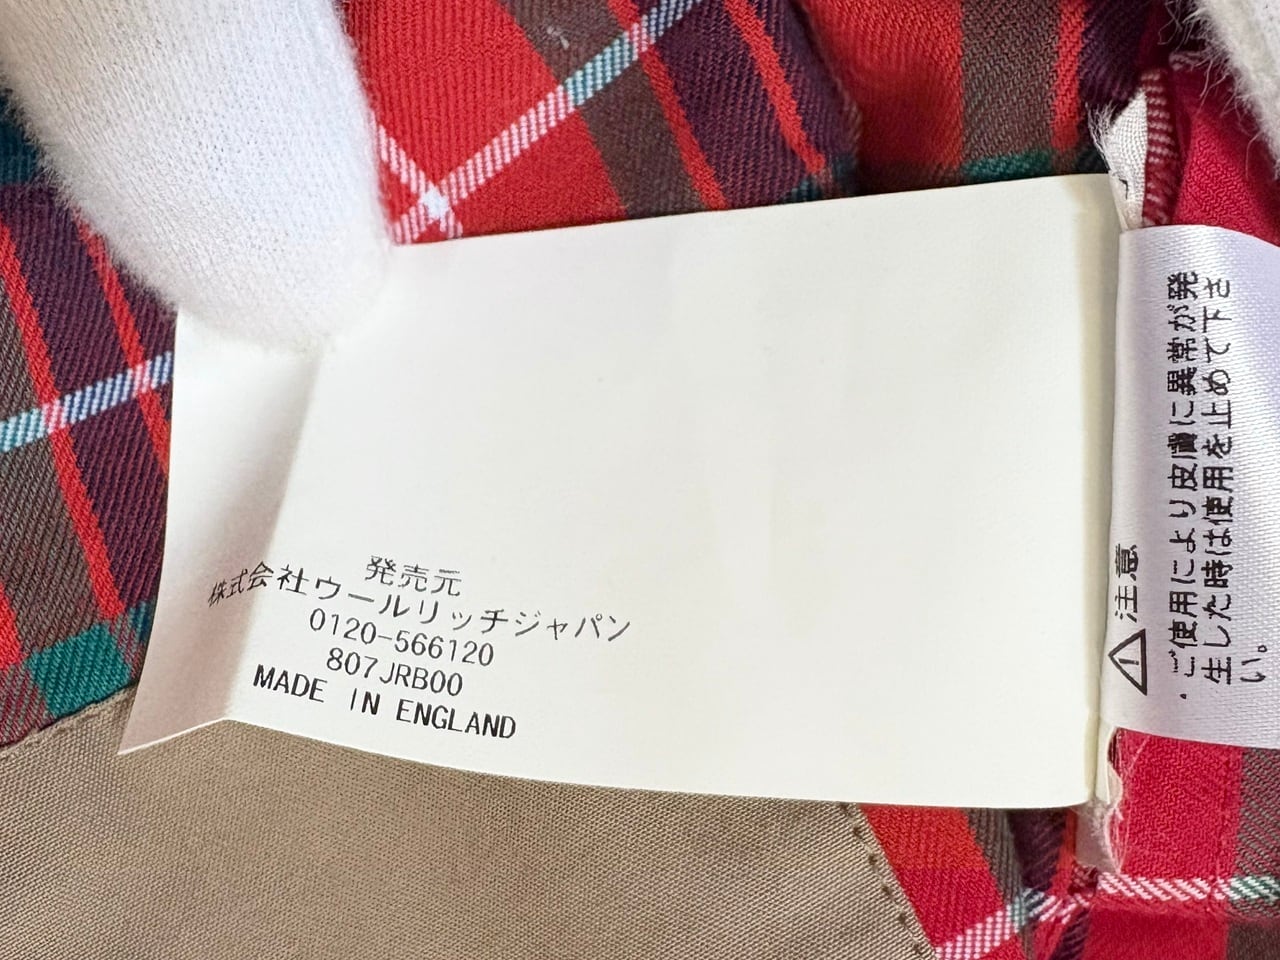 発売元
株式会社ウールリッチジャパン
0120-566120
807JRB00
MADE IN ENGLAND
注意
・ご使用により皮膚に異常が発
生した時は使用を止めて下さ
い。